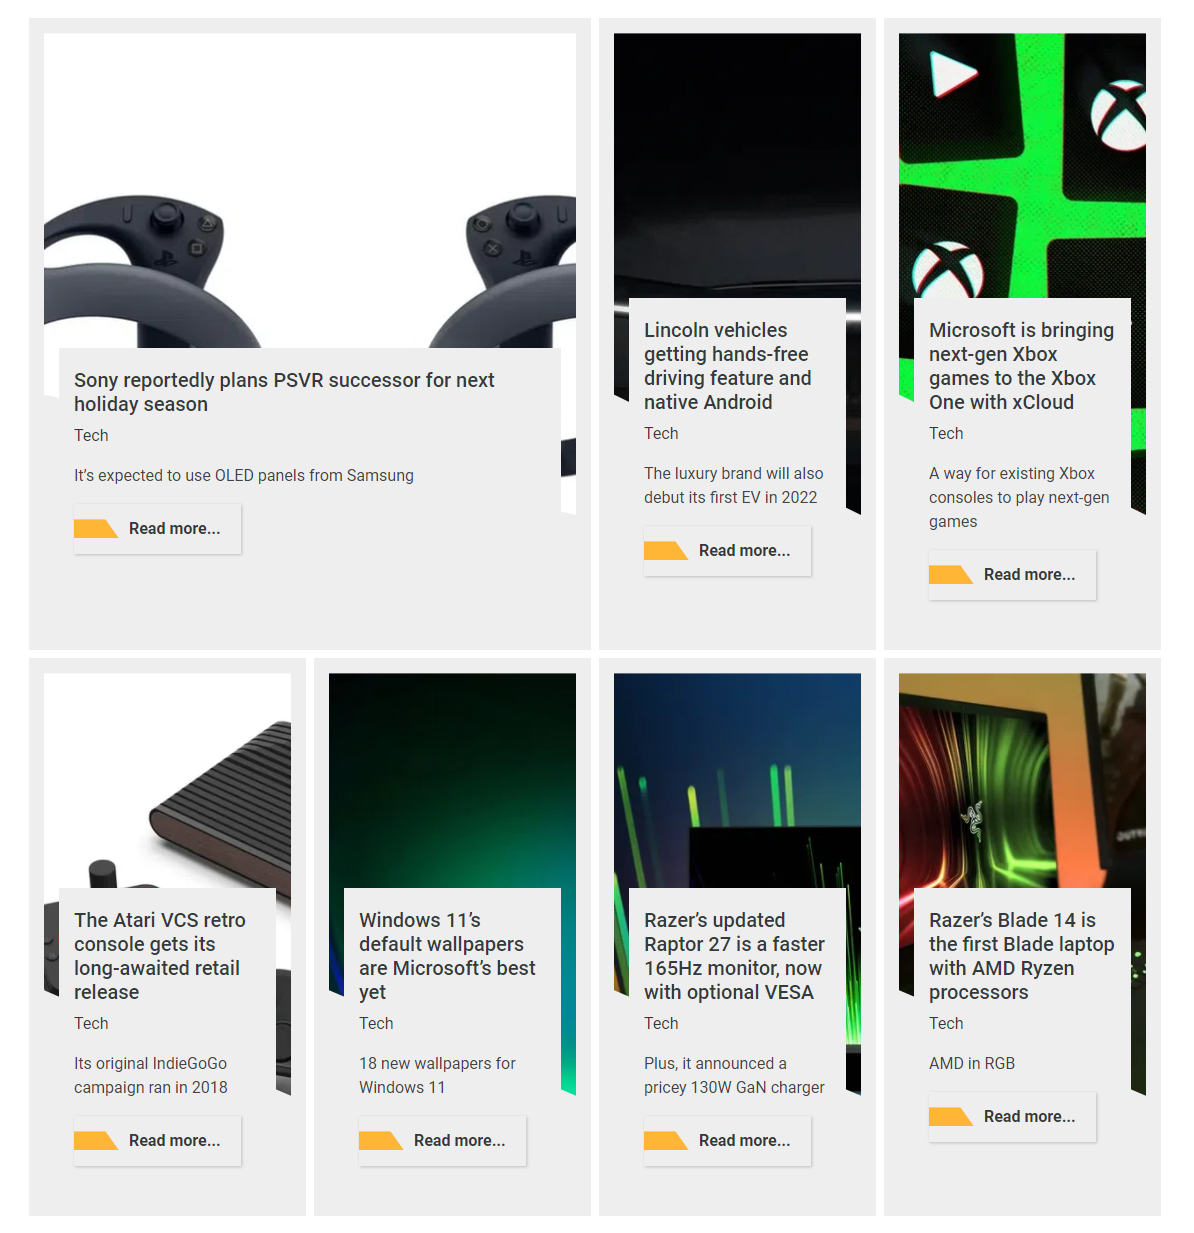 Sony reportedly plans PSVR successor for next
holiday season
Tech
It’s expected to use OLED panels from Samsung
Read more...
Lincoln vehicles
getting hands-free
driving feature and
native Android
Tech
The luxury brand will also
debut its first EV in 2022
Read more...
Microsoft is bringing
next-gen Xbox
games to the Xbox
One with xCloud
Tech
A way for existing Xbox
consoles to play next-gen
games
Read more...
The Atari VCS retro
console gets its
long-awaited retail
release
Tech
Its original IndieGoGo
campaign ran in 2018
Read more...
Windows 11’s
default wallpapers
are Microsoft’s best
yet
Tech
18 new wallpapers for
Windows 11
Read more...
Razer’s updated
Raptor 27 is a faster
165Hz monitor, now
with optional VESA
Tech
Plus, it announced a
pricey 130W GaN charger
Read more...
Razer’s Blade 14 is
the first Blade laptop
with AMD Ryzen
processors
Tech
AMD in RGB
Read more...